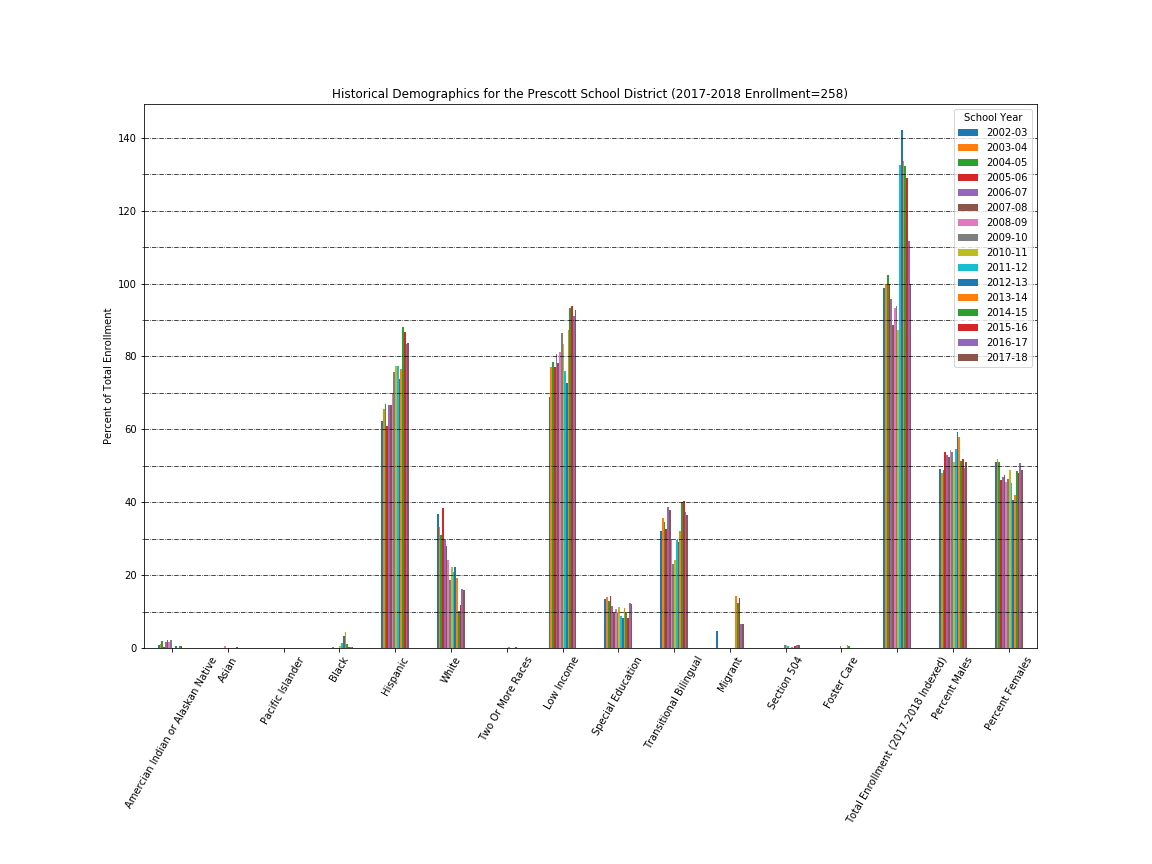 Historical Demographics for the Prescott School District (2017-2018 Enrollment=258)
Percent of Total Enrollment
140
120
100
80
60
40
20
0
School Year
2002-03
2003-04
2004-05
2005-06
2006-07
2007-08
2008-09
2009-10
2010-11
2011-12
2012-13
2013-14
2014-15
2015-16
2016-17
2017-18
Amercian Indian or Alaskan Native
Asian
Pacific Islander
Black
Hispanic
White
Two Or More Races
Low Income
Special Education
Transitional Bilingual
Migrant
Section 504
Foster Care
Total Enrollment (2017-2018 Indexed)
Percent Males
Percent Females